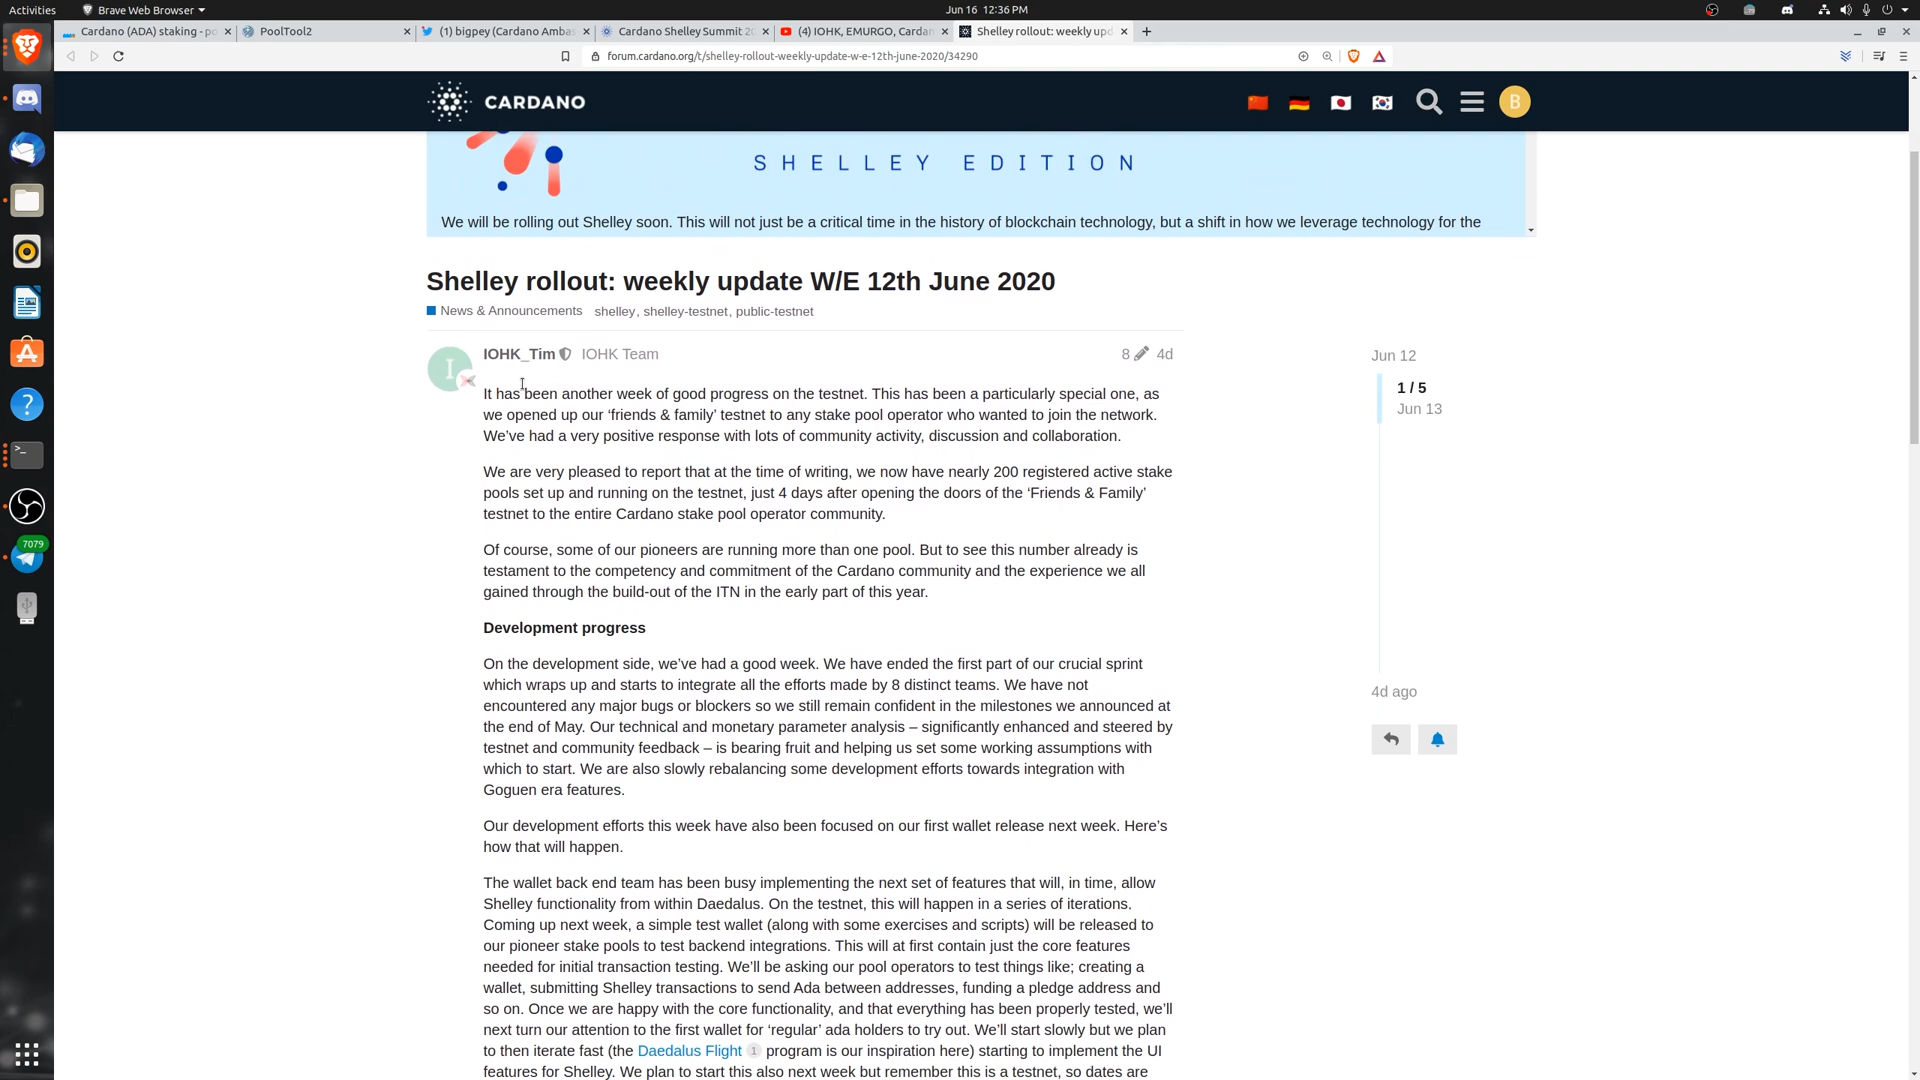 Activities
Brave Web Browser
Jun 16 12:36 PM
Cardano (ADA) staking - po
PoolTool2
(1) bigpey (Cardano Ambas
Cardano Shelley Summit 20
(4) IOHK, EMURGO, Cardan
Shelley rollout: weekly upd
forum.cardano.org/t/shelley-rollout-weekly-update-w-e-12th-june-2020/34290
CARDANO
B
SHELLEY EDITION
We will be rolling out Shelley soon. This will not just be a critical time in the history of blockchain technology, but a shift in how we leverage technology for the
Shelley rollout: weekly update W/E 12th June 2020
News & Announcements shelley, shelley-testnet, public-testnet
I
IOHK_Tim IOHK Team
8 4d
It has been another week of good progress on the testnet. This has been a particularly special one, as
we opened up our ‘friends & family’ testnet to any stake pool operator who wanted to join the network.
We’ve had a very positive response with lots of community activity, discussion and collaboration.
We are very pleased to report that at the time of writing, we now have nearly 200 registered active stake
pools set up and running on the testnet, just 4 days after opening the doors of the ‘Friends & Family’
testnet to the entire Cardano stake pool operator community.
Of course, some of our pioneers are running more than one pool. But to see this number already is
testament to the competency and commitment of the Cardano community and the experience we all
gained through the build-out of the ITN in the early part of this year.
Development progress
On the development side, we’ve had a good week. We have ended the first part of our crucial sprint
which wraps up and starts to integrate all the efforts made by 8 distinct teams. We have not
encountered any major bugs or blockers so we still remain confident in the milestones we announced at
the end of May. Our technical and monetary parameter analysis – significantly enhanced and steered by
testnet and community feedback – is bearing fruit and helping us set some working assumptions with
which to start. We are also slowly rebalancing some development efforts towards integration with
Goguen era features.
Our development efforts this week have also been focused on our first wallet release next week. Here’s
how that will happen.
The wallet back end team has been busy implementing the next set of features that will, in time, allow
Shelley functionality from within Daedalus. On the testnet, this will happen in a series of iterations.
Coming up next week, a simple test wallet (along with some exercises and scripts) will be released to
our pioneer stake pools to test backend integrations. This will at first contain just the core features
needed for initial transaction testing. We’ll be asking our pool operators to test things like; creating a
wallet, submitting Shelley transactions to send Ada between addresses, funding a pledge address and
so on. Once we are happy with the core functionality, and that everything has been properly tested, we’ll
next turn our attention to the first wallet for ‘regular’ ada holders to try out. We’ll start slowly but we plan
to then iterate fast (the Daedalus Flight 1 program is our inspiration here) starting to implement the UI
features for Shelley. We plan to start this also next week but remember this is a testnet, so dates are
Jun 12
1 / 5
Jun 13
4d ago
7079